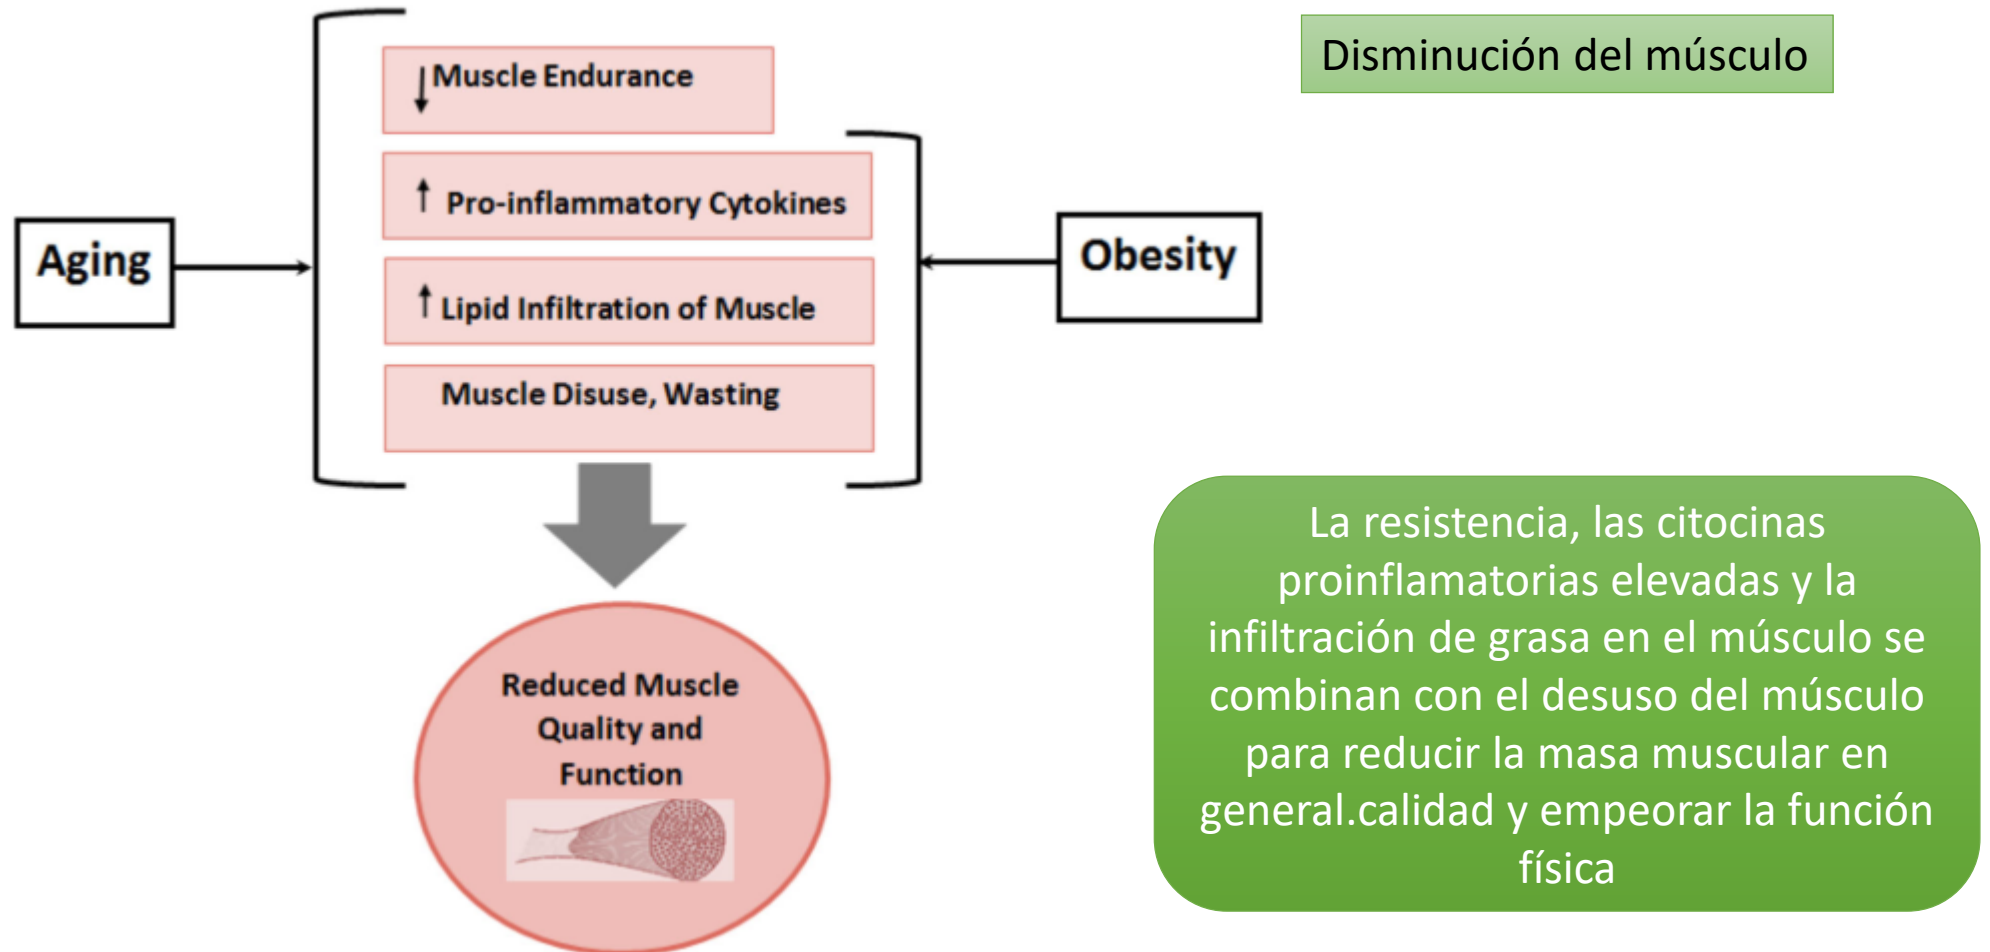 Disminución del músculo
↓ Muscle Endurance
↑ Pro-inflammatory Cytokines
↑ Lipid Infiltration of Muscle
Muscle Disuse, Wasting
Aging
Obesity
Reduced Muscle
Quality and
Function
La resistencia, las citocinas
proinflamatorias elevadas y la
infiltración de grasa en el músculo se
combinan con el desuso del músculo
para reducir la masa muscular en
general.calidad y empeorar la función
física